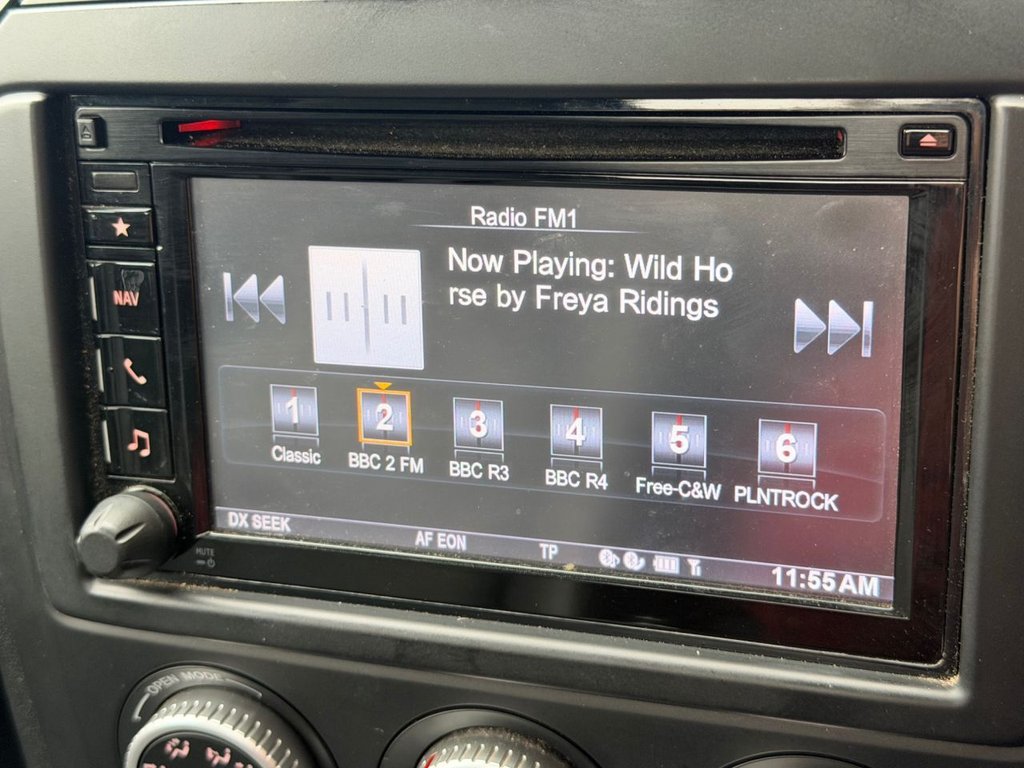 Radio FM1
Now Playing: Wild Ho
rse by Freya Ridings
NAV
1 2 3 4 5 6
Classic BBC 2 FM BBC R3 BBC R4 Free-C&W PLNTROCK
DX SEEK AF EON TP 11:55 AM
MUTE
OPEN MODE